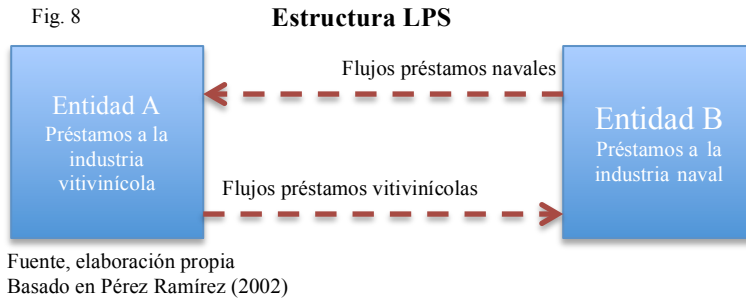 Fig. 8
Estructura LPS
Flujos préstamos navales
Entidad A
Préstamos a la
industria
vitivinícola
Entidad B
Préstamos a la
industria naval
Flujos préstamos vitivinícolas
Fuente, elaboración propia
Basado en Pérez Ramírez (2002)